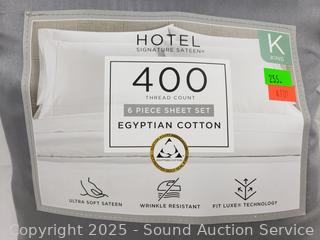 HOTEL
SIGNATURE SATEEN®
K
KING
255
400
THREAD COUNT
6 PIECE SHEET SET
EGYPTIAN COTTON
ULTRA SOFT SATEEN
WRINKLE RESISTANT
FIT LUXE® TECHNOLOGY
Copyright 2025 - Sound Auction Service